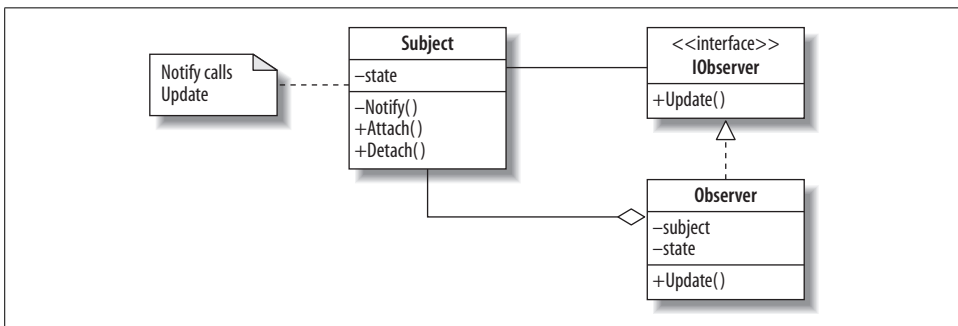 Notify calls
Update
Subject
–state
–Notify()
+Attach()
+Detach()
<<interface>>
IObserver
+Update()
Observer
–subject
–state
+Update()